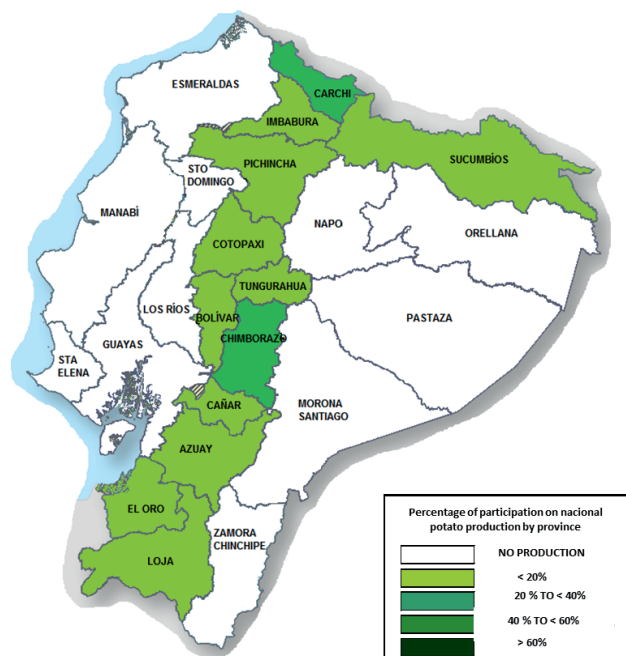 ESMERALDAS
CARCHI
IMBABURA
SUCUMBÍOS
PICHINCHA
STO
DOMINGO
MANABÍ
NAPO
ORELLANA
COTOPAXI
TUNGURAHUA
LOS RÍOS
BOLÍVAR
PASTAZA
CHIMBORAZO
GUAYAS
STA
ELENA
CAÑAR
MORONA
SANTIAGO
AZUAY
EL ORO
ZAMORA
CHINCHIPE
LOJA
Percentage of participation on nacional
potato production by province
NO PRODUCTION
< 20%
20 % TO < 40%
40 % TO < 60%
> 60%